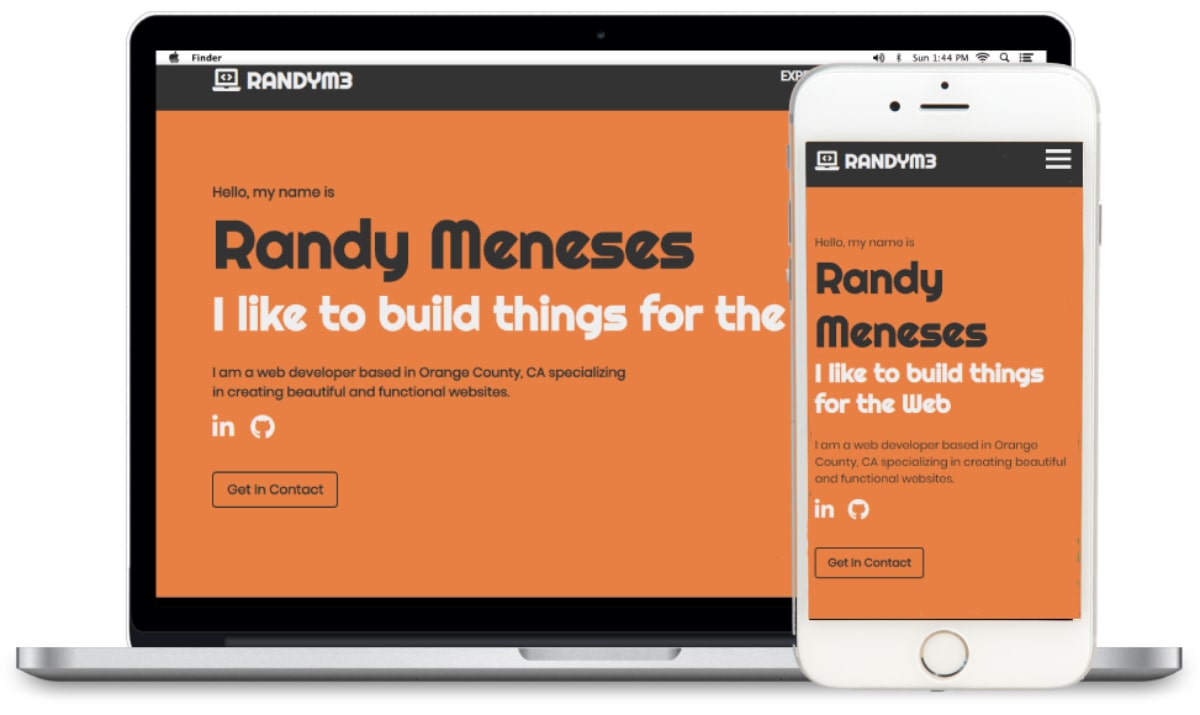 Finder
Sun 1:44 PM
RANDYM3
EXP
Hello, my name is
Randy Meneses
I like to build things for the
I am a web developer based in Orange County, CA specializing
in creating beautiful and functional websites.
in
Get In Contact
RANDYM3
Hello, my name is
Randy
Meneses
I like to build things
for the Web
I am a web developer based in Orange
County, CA specializing in creating beautiful
and functional websites.
in
Get In Contact